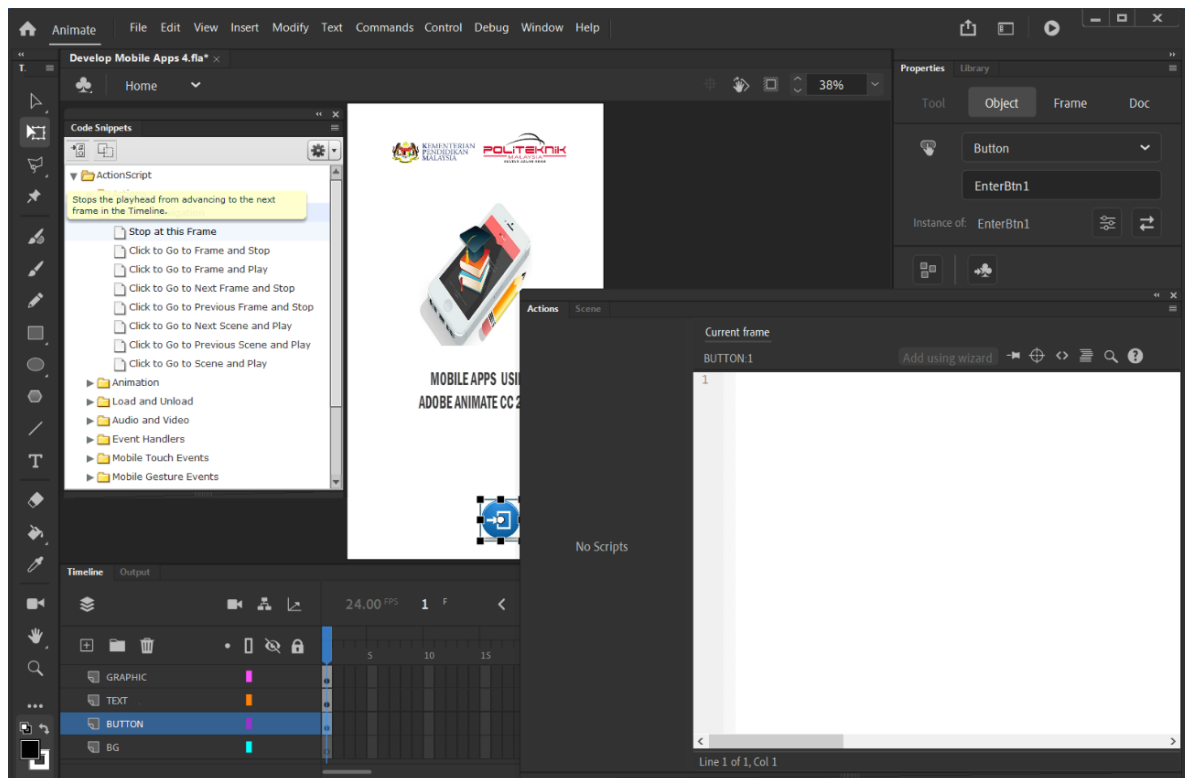 Animate File Edit View Insert Modify Text Commands Control Debug Window Help
Develop Mobile Apps 4.fla*
T.
Home
38%
Code Snippets
ActionScript
Stops the playhead from advancing to the next
frame in the Timeline.
Stop at this Frame
Click to Go to Frame and Stop
Click to Go to Frame and Play
Click to Go to Next Frame and Stop
Click to Go to Previous Frame and Stop
Click to Go to Next Scene and Play
Click to Go to Previous Scene and Play
Click to Go to Scene and Play
Animation
Load and Unload
Audio and Video
Event Handlers
Mobile Touch Events
Mobile Gesture Events
KEMENTERIAN
PENDIDIKAN
MALAYSIA
POLITEKNIK
MALAYSIA
MOBILE APPS USI
ADOBE ANIMATE CC 2
Properties Library
Tool Object Frame Doc
Button
EnterBtn1
Instance of: EnterBtn1
Actions Scene
Current frame
BUTTON:1
Add using wizard
1
No Scripts
Line 1 of 1, Col 1
Timeline Output
24.00 FPS 1 F
5 10 15
GRAPHIC
TEXT
BUTTON
BG
T